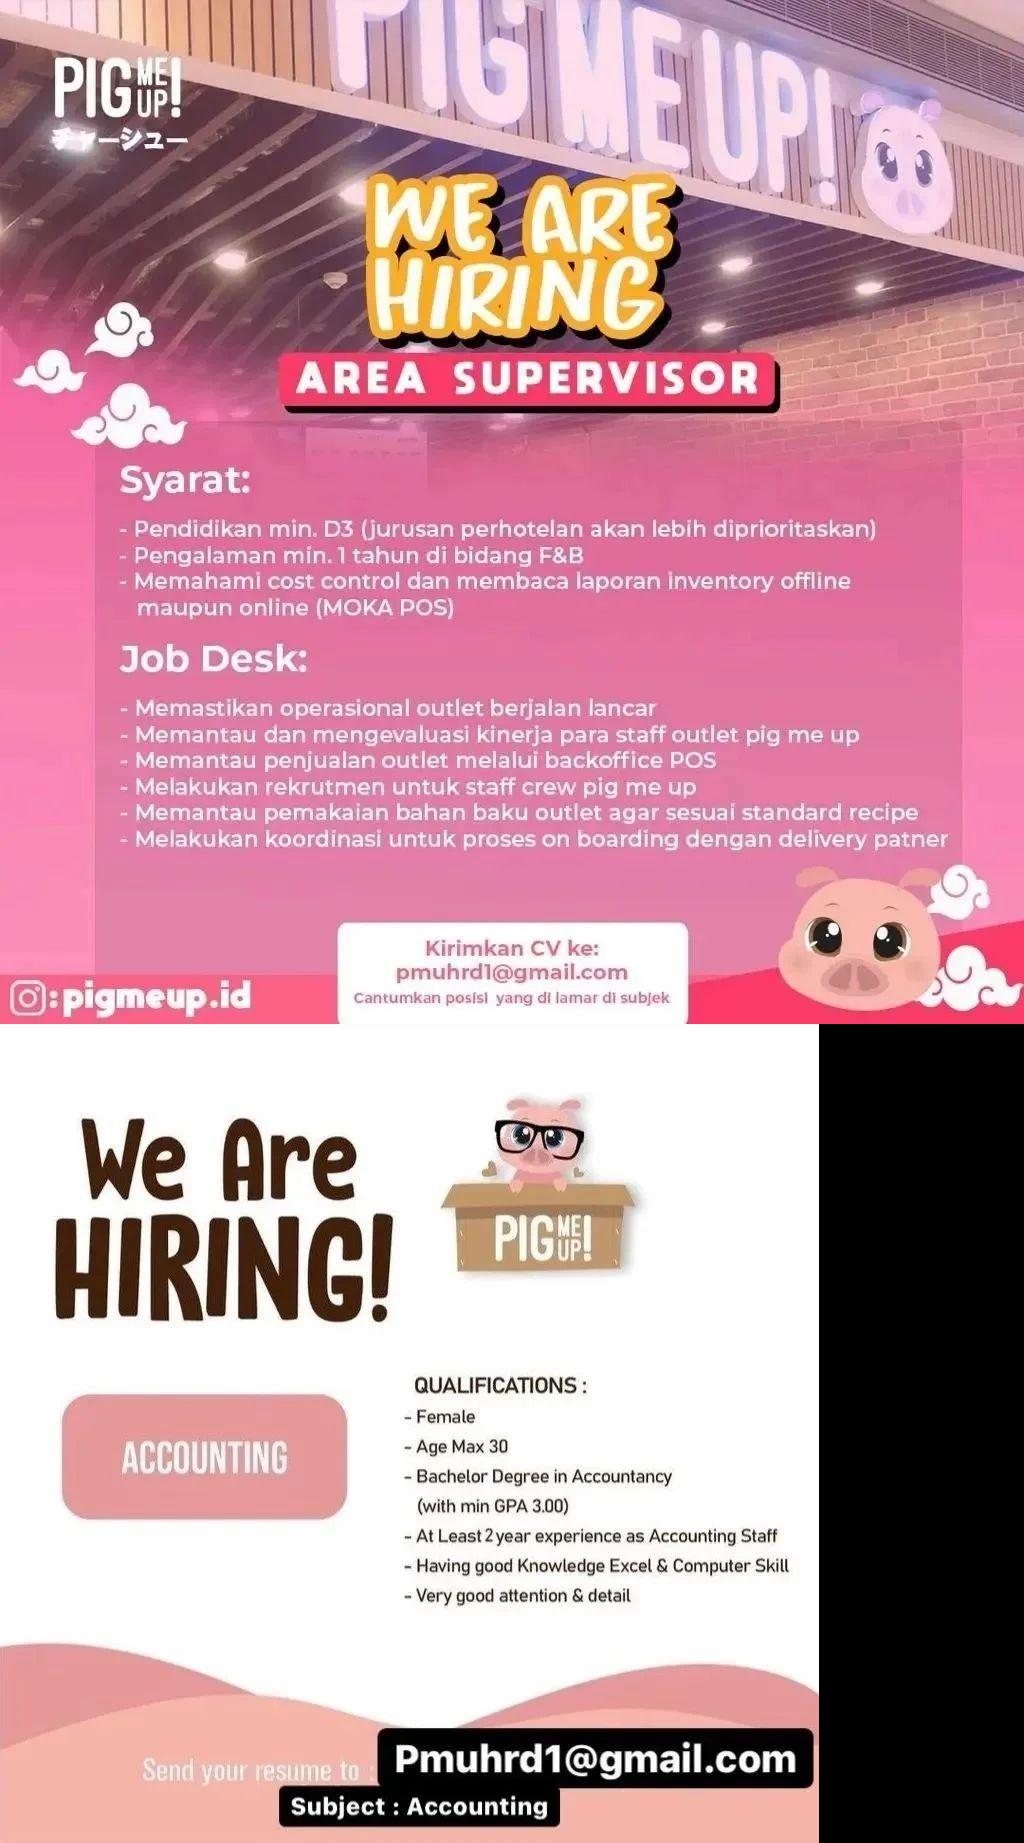 PIG ME UP!
PIG ME UP!
チャーシュー
WE ARE
HIRING
AREA SUPERVISOR
Syarat:
- Pendidikan min. D3 (jurusan perhotelan akan lebih diprioritaskan)
- Pengalaman min. 1 tahun di bidang F&B
- Memahami cost control dan membaca laporan inventory offline
maupun online (MOKA POS)
Job Desk:
- Memastikan operasional outlet berjalan lancar
- Memantau dan mengevaluasi kinerja para staff outlet pig me up
- Memantau penjualan outlet melalui backoffice POS
- Melakukan rekrutmen untuk staff crew pig me up
- Memantau pemakaian bahan baku outlet agar sesuai standard recipe
- Melakukan koordinasi untuk proses on boarding dengan delivery patner
Kirimkan CV ke:
pmuhrd1@gmail.com
Cantumkan posisi yang di lamar di subjek
:pigmeup.id
We Are
HIRING!
PIG ME UP!
ACCOUNTING
QUALIFICATIONS :
- Female
- Age Max 30
- Bachelor Degree in Accountancy
(with min GPA 3.00)
- At Least 2 year experience as Accounting Staff
- Having good Knowledge Excel & Computer Skill
- Very good attention & detail
Send your resume to : Pmuhrd1@gmail.com
Subject : Accounting